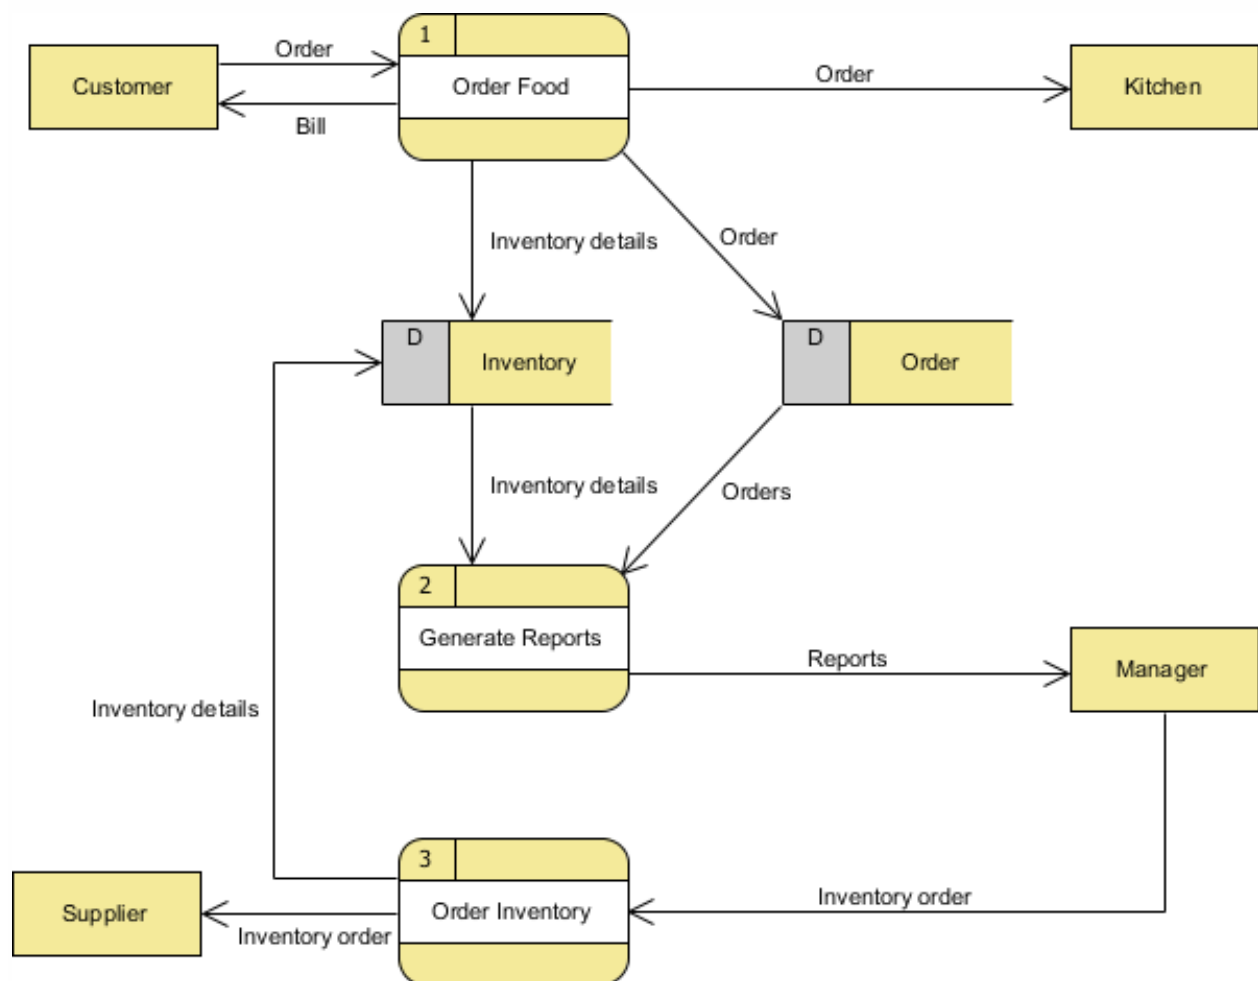 1
Order
Customer
Order Food
Order
Kitchen
Bill
Inventory details
Order
D
Inventory
D
Order
Inventory details
Orders
2
Generate Reports
Reports
Manager
Inventory details
3
Inventory order
Supplier
Order Inventory
Inventory order